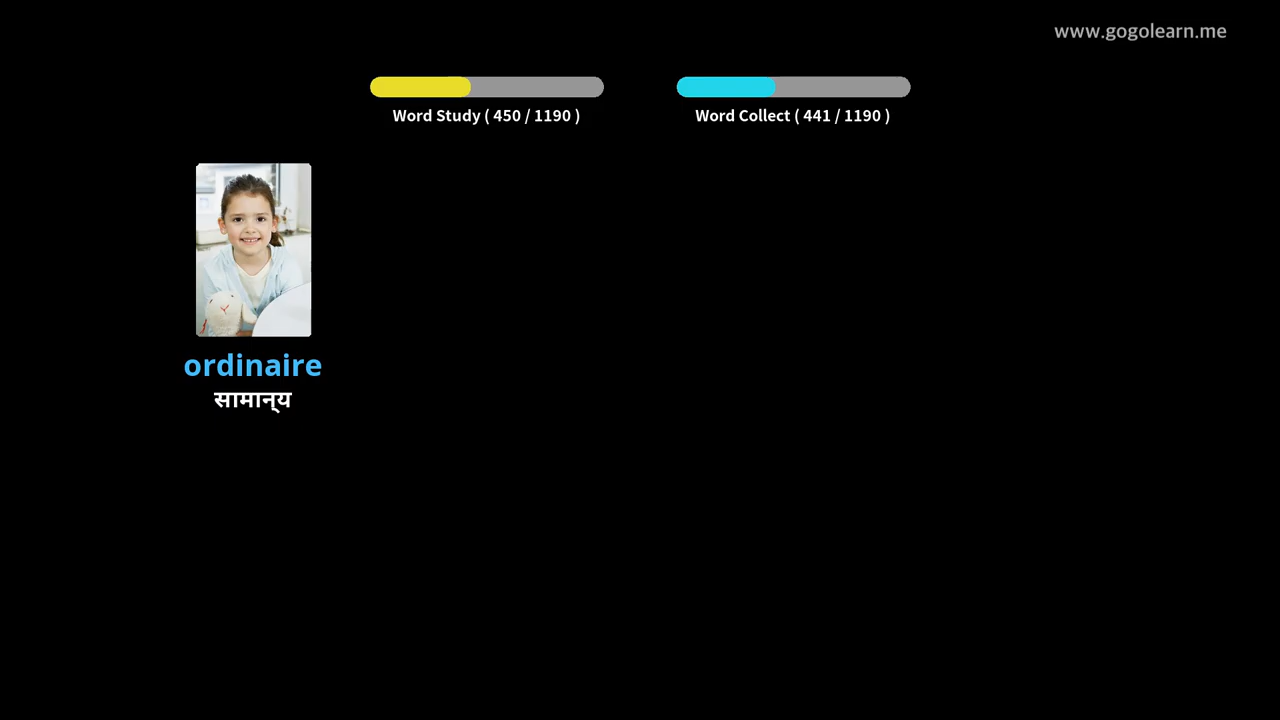 www.gogolearn.me
Word Study ( 450 / 1190 )
Word Collect ( 441 / 1190 )
ordinaire
सामान्य